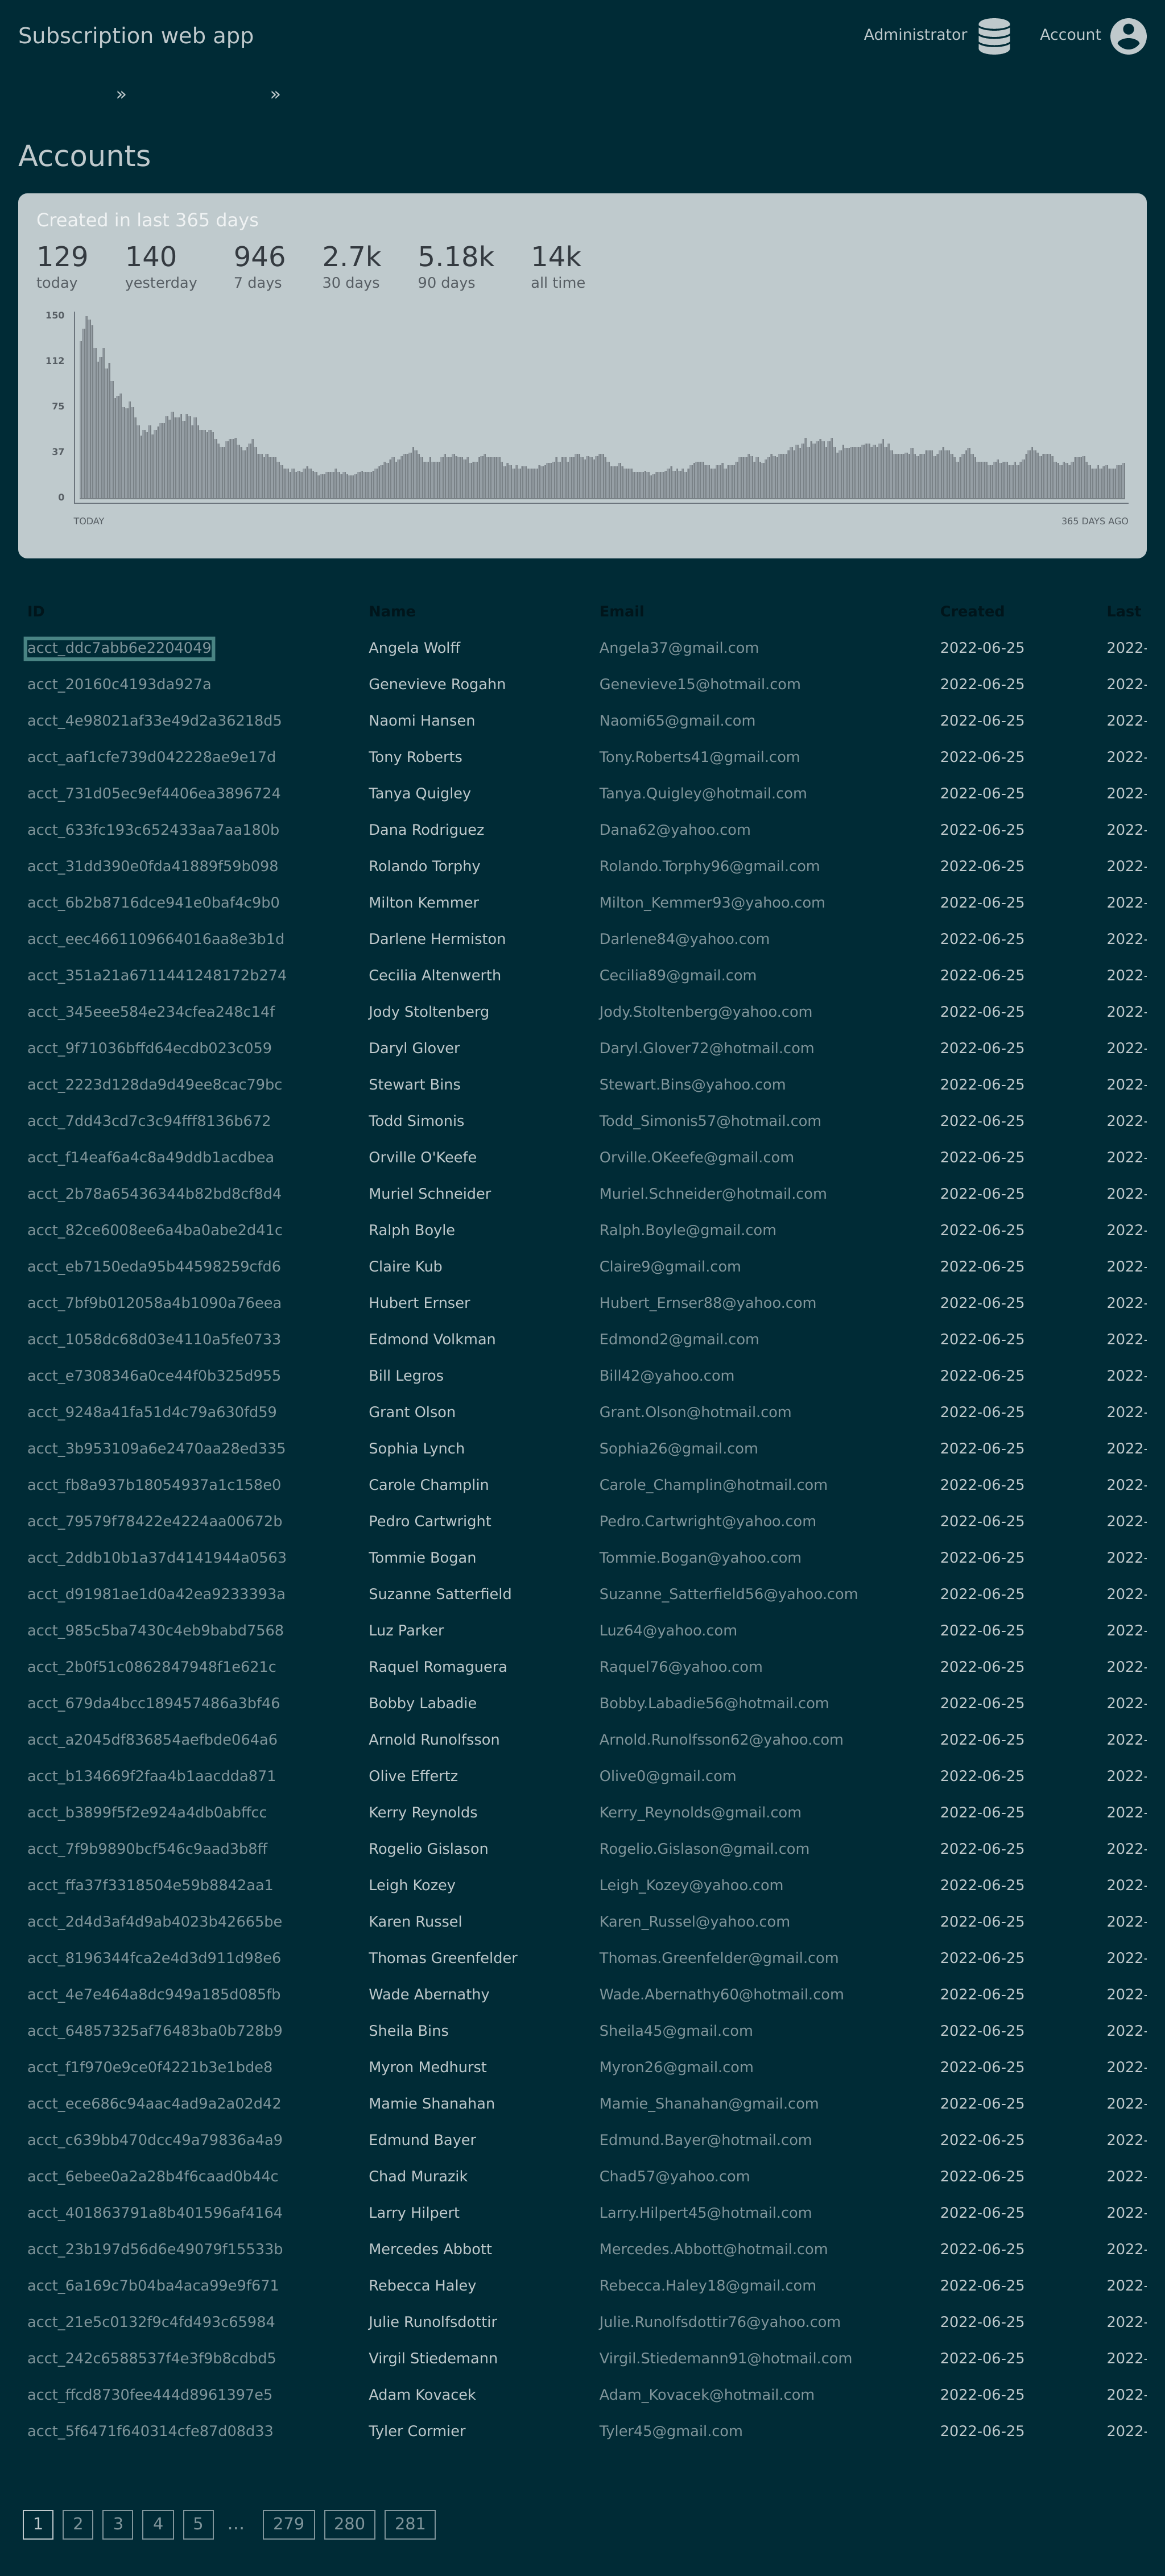 Subscription web app
Administrator
Account
» »
Accounts
Created in last 365 days
129 140 946 2.7k 5.18k 14k
today yesterday 7 days 30 days 90 days all time
150
112
75
37
0
TODAY 365 DAYS AGO
ID Name Email Created Last
acct_ddc7abb6e2204049 Angela Wolff Angela37@gmail.com 2022-06-25 2022-
acct_20160c4193da927a Genevieve Rogahn Genevieve15@hotmail.com 2022-06-25 2022-
acct_4e98021af33e49d2a36218d5 Naomi Hansen Naomi65@gmail.com 2022-06-25 2022-
acct_aaf1cfe739d042228ae9e17d Tony Roberts Tony.Roberts41@gmail.com 2022-06-25 2022-
acct_731d05ec9ef4406ea3896724 Tanya Quigley Tanya.Quigley@hotmail.com 2022-06-25 2022-
acct_633fc193c652433aa7aa180b Dana Rodriguez Dana62@yahoo.com 2022-06-25 2022-
acct_31dd390e0fda41889f59b098 Rolando Torphy Rolando.Torphy96@gmail.com 2022-06-25 2022-
acct_6b2b8716dce941e0baf4c9b0 Milton Kemmer Milton_Kemmer93@yahoo.com 2022-06-25 2022-
acct_eec4661109664016aa8e3b1d Darlene Hermiston Darlene84@yahoo.com 2022-06-25 2022-
acct_351a21a6711441248172b274 Cecilia Altenwerth Cecilia89@gmail.com 2022-06-25 2022-
acct_345eee584e234cfea248c14f Jody Stoltenberg Jody.Stoltenberg@yahoo.com 2022-06-25 2022-
acct_9f71036bffd64ecdb023c059 Daryl Glover Daryl.Glover72@hotmail.com 2022-06-25 2022-
acct_2223d128da9d49ee8cac79bc Stewart Bins Stewart.Bins@yahoo.com 2022-06-25 2022-
acct_7dd43cd7c3c94fff8136b672 Todd Simonis Todd_Simonis57@hotmail.com 2022-06-25 2022-
acct_f14eaf6a4c8a49ddb1acdbea Orville O'Keefe Orville.OKeefe@gmail.com 2022-06-25 2022-
acct_2b78a65436344b82bd8cf8d4 Muriel Schneider Muriel.Schneider@hotmail.com 2022-06-25 2022-
acct_82ce6008ee6a4ba0abe2d41c Ralph Boyle Ralph.Boyle@gmail.com 2022-06-25 2022-
acct_eb7150eda95b44598259cfd6 Claire Kub Claire9@gmail.com 2022-06-25 2022-
acct_7bf9b012058a4b1090a76eea Hubert Ernser Hubert_Ernser88@yahoo.com 2022-06-25 2022-
acct_1058dc68d03e4110a5fe0733 Edmond Volkman Edmond2@gmail.com 2022-06-25 2022-
acct_e7308346a0ce44f0b325d955 Bill Legros Bill42@yahoo.com 2022-06-25 2022-
acct_9248a41fa51d4c79a630fd59 Grant Olson Grant.Olson@hotmail.com 2022-06-25 2022-
acct_3b953109a6e2470aa28ed335 Sophia Lynch Sophia26@gmail.com 2022-06-25 2022-
acct_fb8a937b18054937a1c158e0 Carole Champlin Carole_Champlin@hotmail.com 2022-06-25 2022-
acct_79579f78422e4224aa00672b Pedro Cartwright Pedro.Cartwright@yahoo.com 2022-06-25 2022-
acct_2ddb10b1a37d4141944a0563 Tommie Bogan Tommie.Bogan@yahoo.com 2022-06-25 2022-
acct_d91981ae1d0a42ea9233393a Suzanne Satterfield Suzanne_Satterfield56@yahoo.com 2022-06-25 2022-
acct_985c5ba7430c4eb9babd7568 Luz Parker Luz64@yahoo.com 2022-06-25 2022-
acct_2b0f51c0862847948f1e621c Raquel Romaguera Raquel76@yahoo.com 2022-06-25 2022-
acct_679da4bcc189457486a3bf46 Bobby Labadie Bobby.Labadie56@hotmail.com 2022-06-25 2022-
acct_a2045df836854aefbde064a6 Arnold Runolfsson Arnold.Runolfsson62@yahoo.com 2022-06-25 2022-
acct_b134669f2faa4b1aacdda871 Olive Effertz Olive0@gmail.com 2022-06-25 2022-
acct_b3899f5f2e924a4db0abffcc Kerry Reynolds Kerry_Reynolds@gmail.com 2022-06-25 2022-
acct_7f9b9890bcf546c9aad3b8ff Rogelio Gislason Rogelio.Gislason@gmail.com 2022-06-25 2022-
acct_ffa37f3318504e59b8842aa1 Leigh Kozey Leigh_Kozey@yahoo.com 2022-06-25 2022-
acct_2d4d3af4d9ab4023b42665be Karen Russel Karen_Russel@yahoo.com 2022-06-25 2022-
acct_8196344fca2e4d3d911d98e6 Thomas Greenfelder Thomas.Greenfelder@gmail.com 2022-06-25 2022-
acct_4e7e464a8dc949a185d085fb Wade Abernathy Wade.Abernathy60@hotmail.com 2022-06-25 2022-
acct_64857325af76483ba0b728b9 Sheila Bins Sheila45@gmail.com 2022-06-25 2022-
acct_f1f970e9ce0f4221b3e1bde8 Myron Medhurst Myron26@gmail.com 2022-06-25 2022-
acct_ece686c94aac4ad9a2a02d42 Mamie Shanahan Mamie_Shanahan@gmail.com 2022-06-25 2022-
acct_c639bb470dcc49a79836a4a9 Edmund Bayer Edmund.Bayer@hotmail.com 2022-06-25 2022-
acct_6ebee0a2a28b4f6caad0b44c Chad Murazik Chad57@yahoo.com 2022-06-25 2022-
acct_401863791a8b401596af4164 Larry Hilpert Larry.Hilpert45@hotmail.com 2022-06-25 2022-
acct_23b197d56d6e49079f15533b Mercedes Abbott Mercedes.Abbott@hotmail.com 2022-06-25 2022-
acct_6a169c7b04ba4aca99e9f671 Rebecca Haley Rebecca.Haley18@gmail.com 2022-06-25 2022-
acct_21e5c0132f9c4fd493c65984 Julie Runolfsdottir Julie.Runolfsdottir76@yahoo.com 2022-06-25 2022-
acct_242c6588537f4e3f9b8cdbd5 Virgil Stiedemann Virgil.Stiedemann91@hotmail.com 2022-06-25 2022-
acct_ffcd8730fee444d8961397e5 Adam Kovacek Adam_Kovacek@hotmail.com 2022-06-25 2022-
acct_5f6471f640314cfe87d08d33 Tyler Cormier Tyler45@gmail.com 2022-06-25 2022-
1 2 3 4 5 … 279 280 281